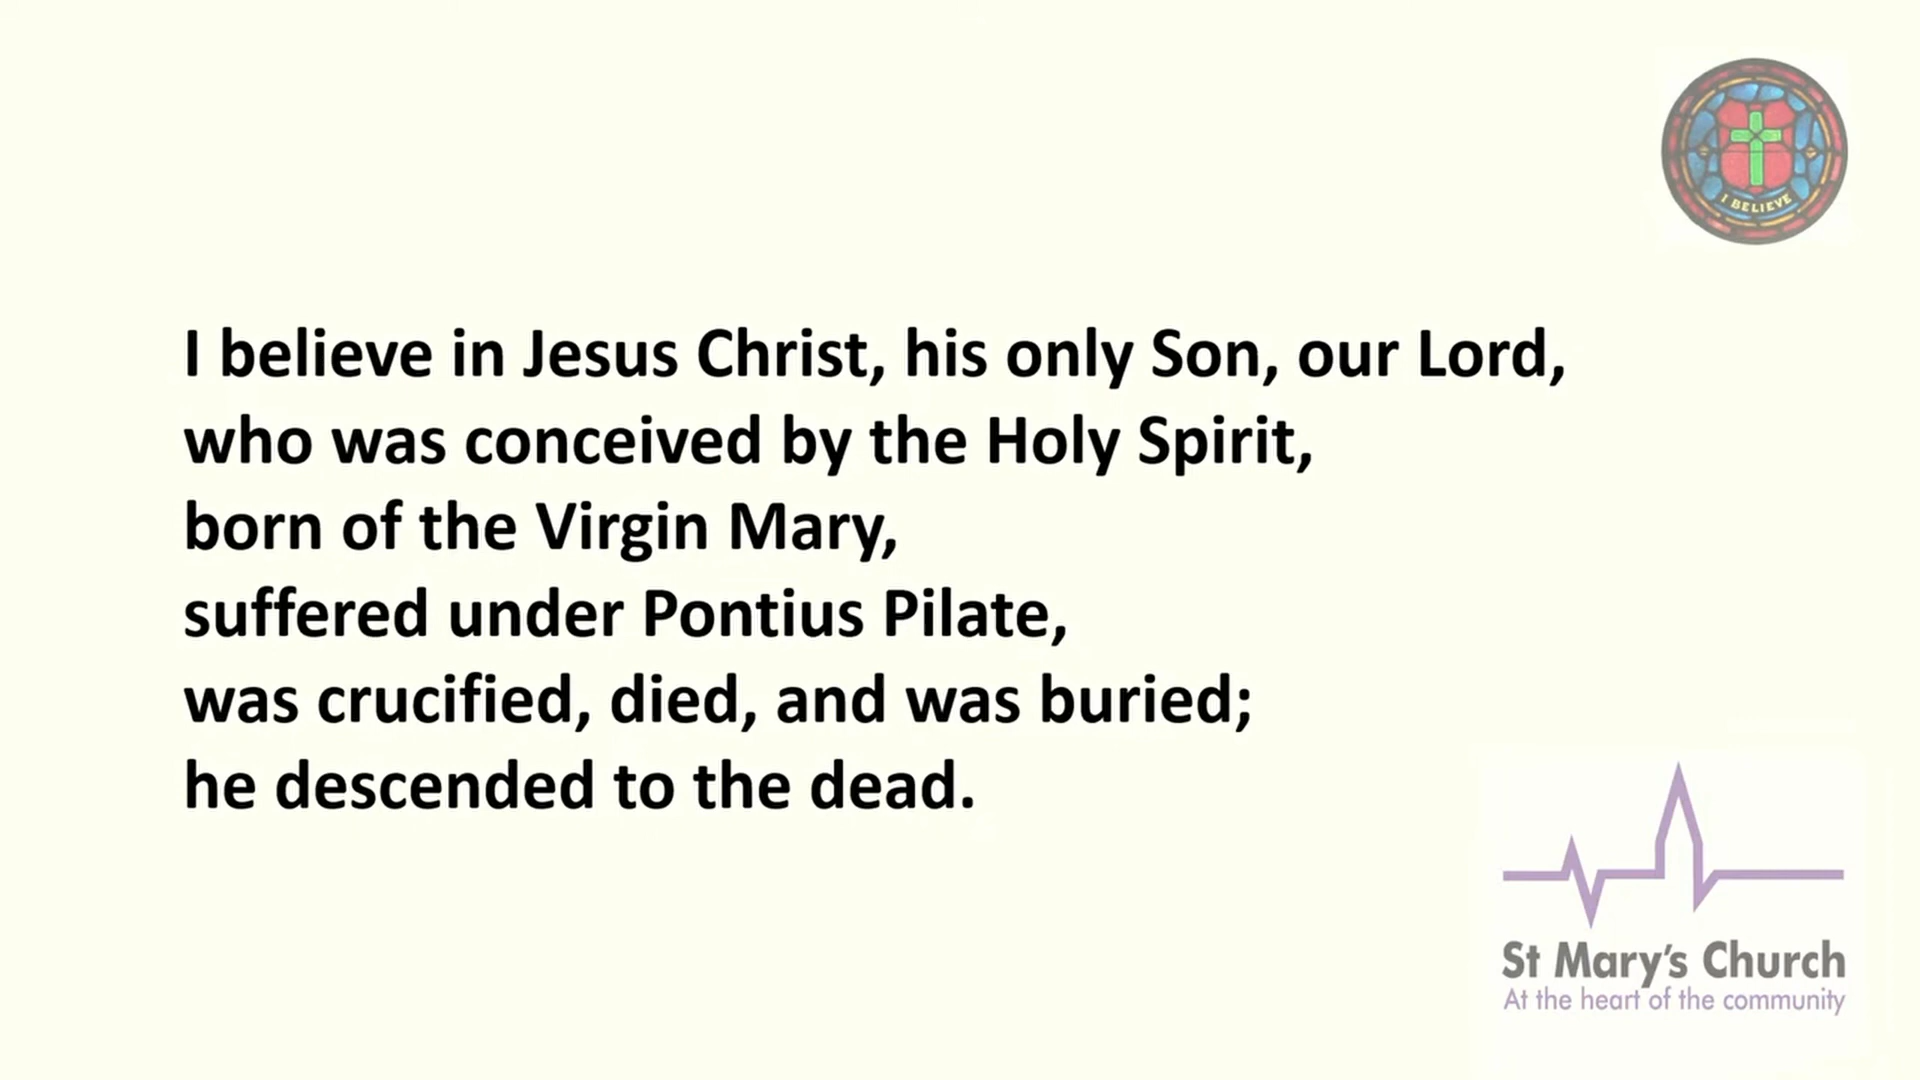 I BELIEVE
I believe in Jesus Christ, his only Son, our Lord,
who was conceived by the Holy Spirit,
born of the Virgin Mary,
suffered under Pontius Pilate,
was crucified, died, and was buried;
he descended to the dead.
St Mary's Church
At the heart of the community